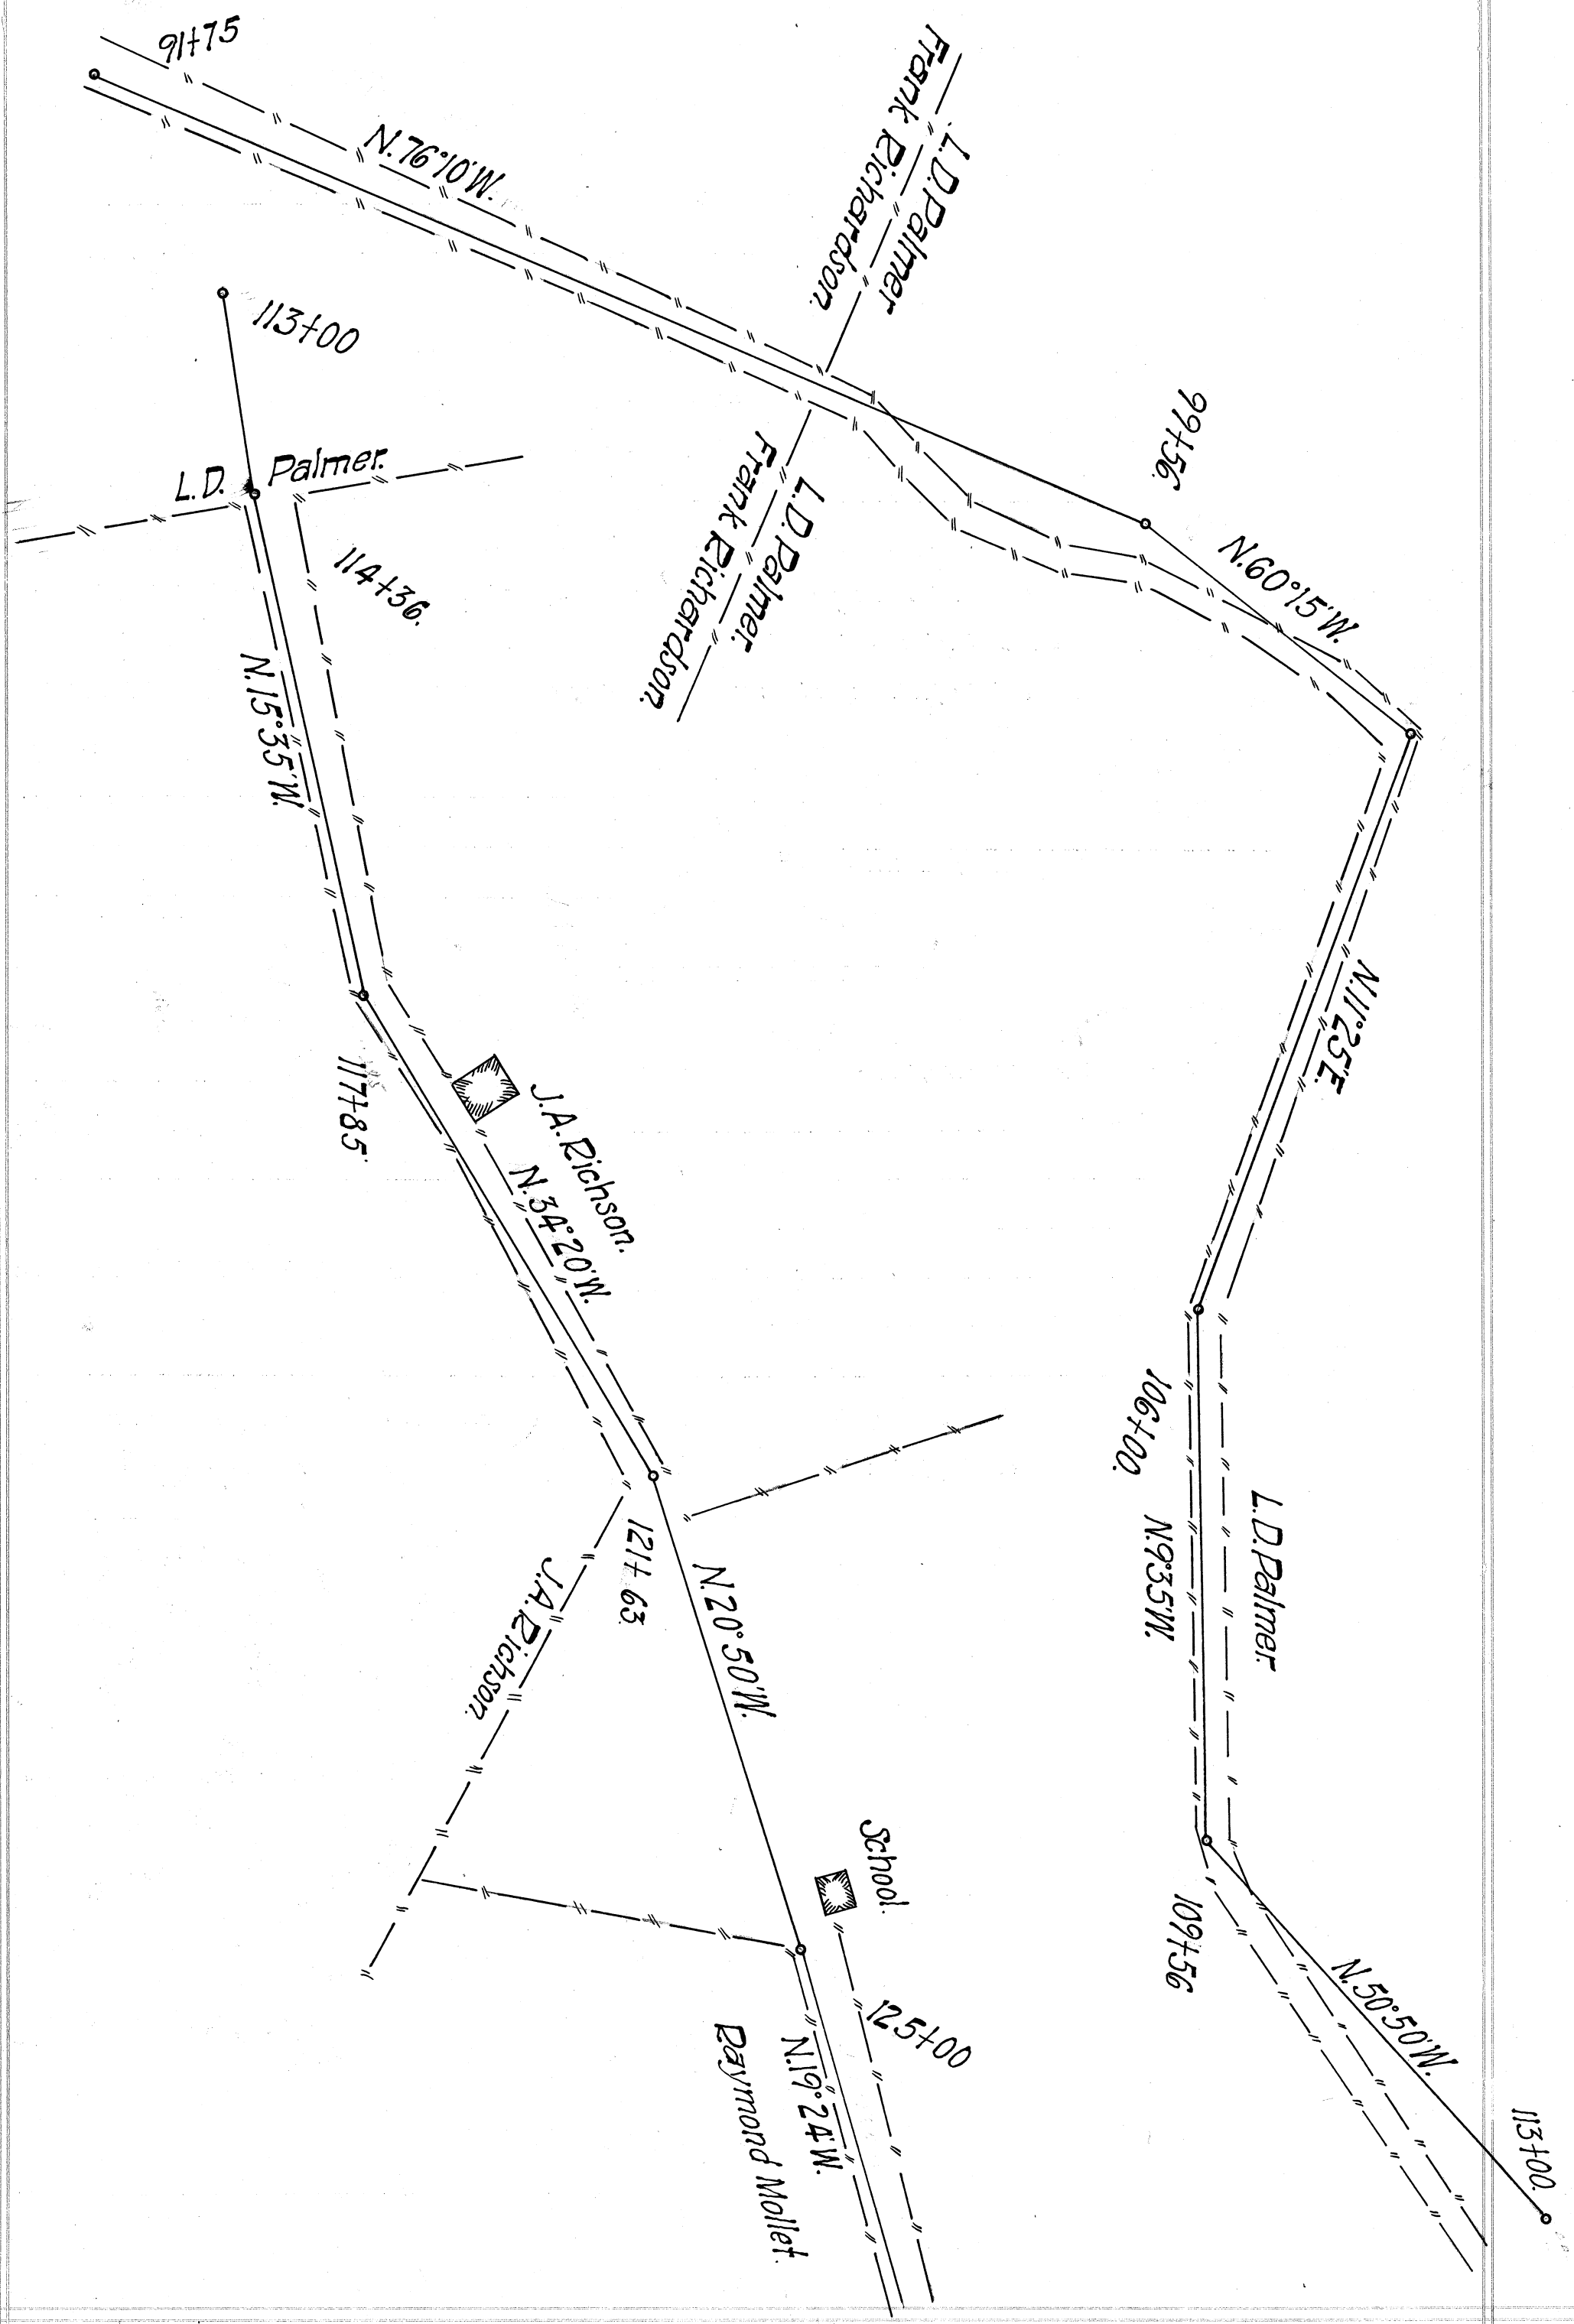 91+75
N.76°10'W.
L.D.Palmer
Frank Richardson.
L.D.Palmer.
Frank Richardson.
99+56.
N.60°15'W.
N.11°25'E.
106+00.
N.9°35'W.
L.D.Palmer.
109+56
N.50°50'W.
113+00.
113+00
L.D. Palmer.
114+36.
N.15°35'W.
117+85
J.A.Richson.
N.34°20'W.
121+63.
J.A.Richson.
N.20°50'W.
School.
125+00
N.19°24'W.
Raymond Mollet.